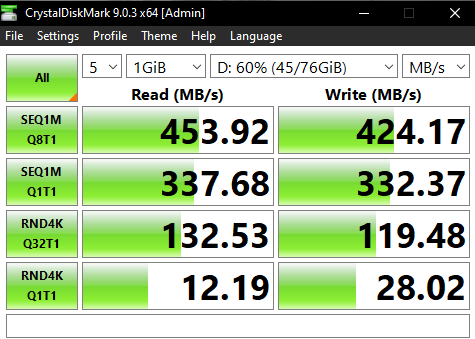 CrystalDiskMark 9.0.3 x64 [Admin]
File Settings Profile Theme Help Language
All 5 1GiB D: 60% (45/76GiB) MB/s
Read (MB/s) Write (MB/s)
SEQ1M
Q8T1 453.92 424.17
SEQ1M
Q1T1 337.68 332.37
RND4K
Q32T1 132.53 119.48
RND4K
Q1T1 12.19 28.02